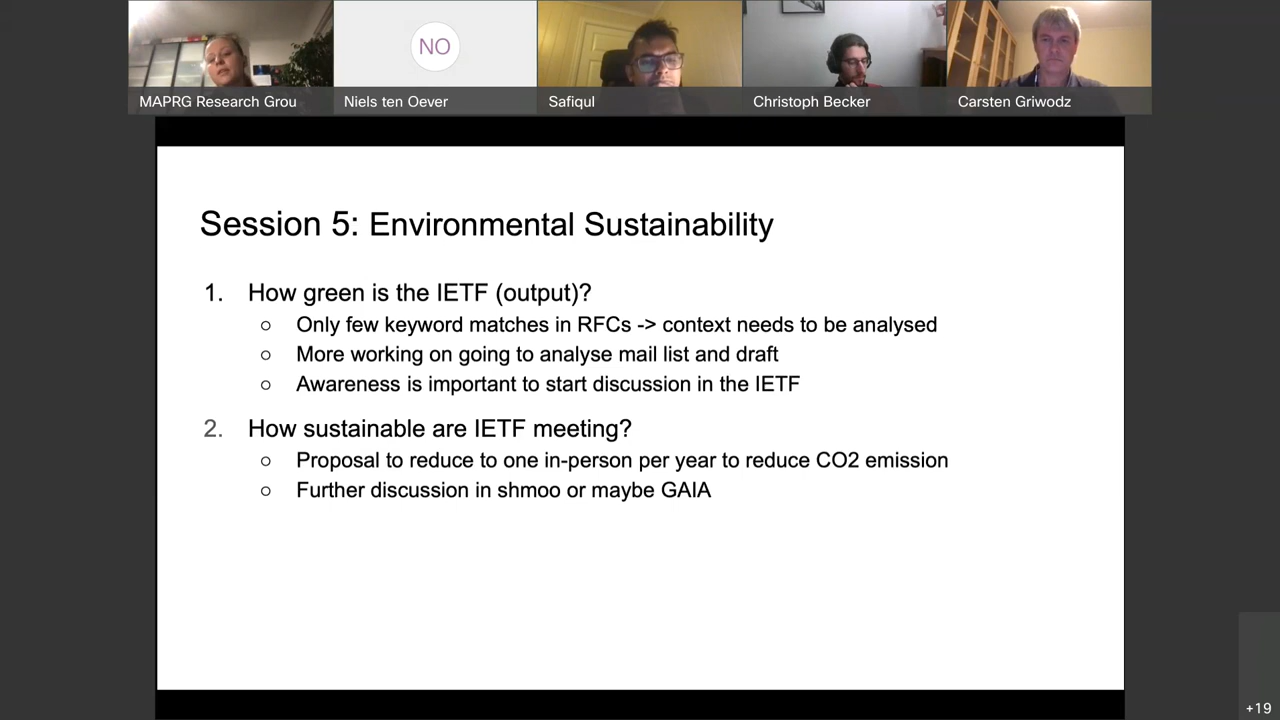 NO
MAPRG Research Grou
Niels ten Oever
Safiqul
Christoph Becker
Carsten Griwodz
Session 5: Environmental Sustainability
1. How green is the IETF (output)?
○ Only few keyword matches in RFCs -> context needs to be analysed
○ More working on going to analyse mail list and draft
○ Awareness is important to start discussion in the IETF
2. How sustainable are IETF meeting?
○ Proposal to reduce to one in-person per year to reduce CO2 emission
○ Further discussion in shmoo or maybe GAIA
+19